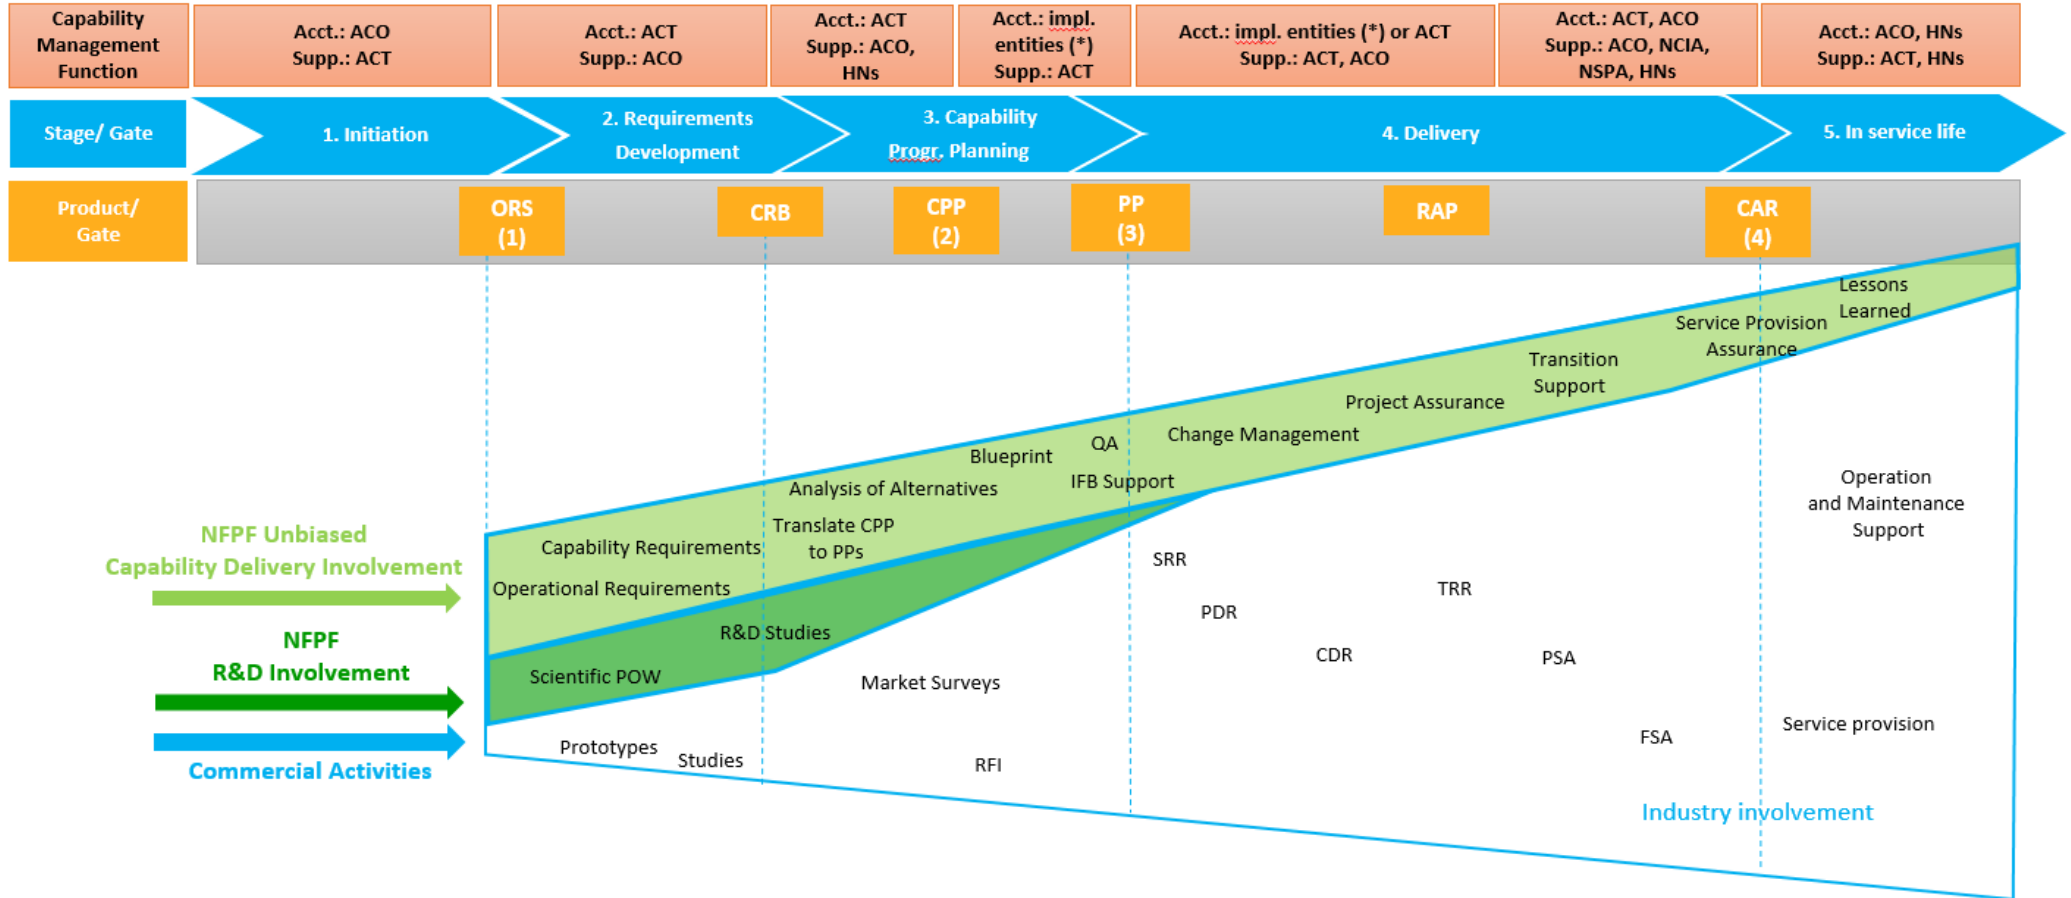 Capability
Management
Function
Acct.: ACO
Supp.: ACT
Acct.: ACT
Supp.: ACO
Acct.: ACT
Supp.: ACO,
HNs
Acct.: impl.
entities (*)
Supp.: ACT
Acct.: impl. entities (*) or ACT
Supp.: ACT, ACO
Acct.: ACT, ACO
Supp.: ACO, NCIA,
NSPA, HNs
Acct.: ACO, HNs
Supp.: ACT, HNs
Stage/ Gate
1. Initiation
2. Requirements
Development
3. Capability
Progr. Planning
4. Delivery
5. In service life
Product/
Gate
ORS
(1)
CRB
CPP
(2)
PP
(3)
RAP
CAR
(4)
Lessons
Learned
Service Provision
Assurance
Transition
Support
Project Assurance
Change Management
QA
Blueprint
IFB Support
Analysis of Alternatives
Translate CPP
to PPs
Capability Requirements
Operational Requirements
NFPF Unbiased
Capability Delivery Involvement
NFPF
R&D Involvement
Commercial Activities
R&D Studies
Scientific POW
Prototypes
Studies
Market Surveys
RFI
SRR
PDR
CDR
TRR
PSA
FSA
Operation
and Maintenance
Support
Service provision
Industry involvement